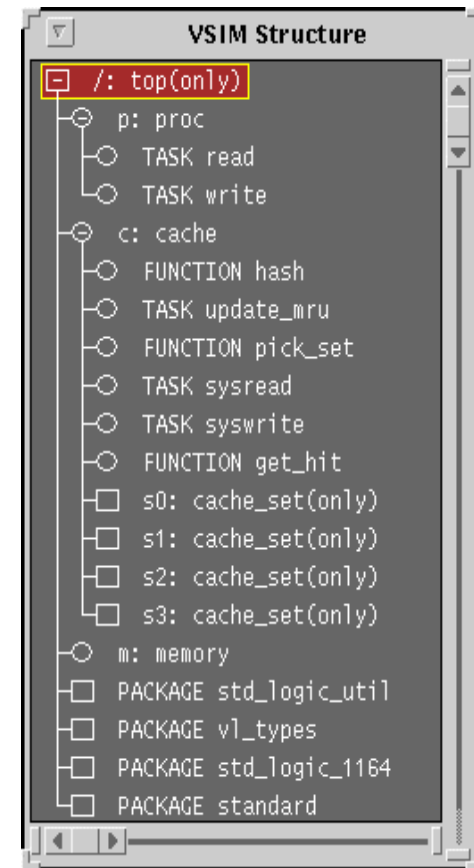 VSIM Structure
/: top(only)
p: proc
TASK read
TASK write
c: cache
FUNCTION hash
TASK update_mru
FUNCTION pick_set
TASK sysread
TASK syswrite
FUNCTION get_hit
s0: cache_set(only)
s1: cache_set(only)
s2: cache_set(only)
s3: cache_set(only)
m: memory
PACKAGE std_logic_util
PACKAGE vl_types
PACKAGE std_logic_1164
PACKAGE standard